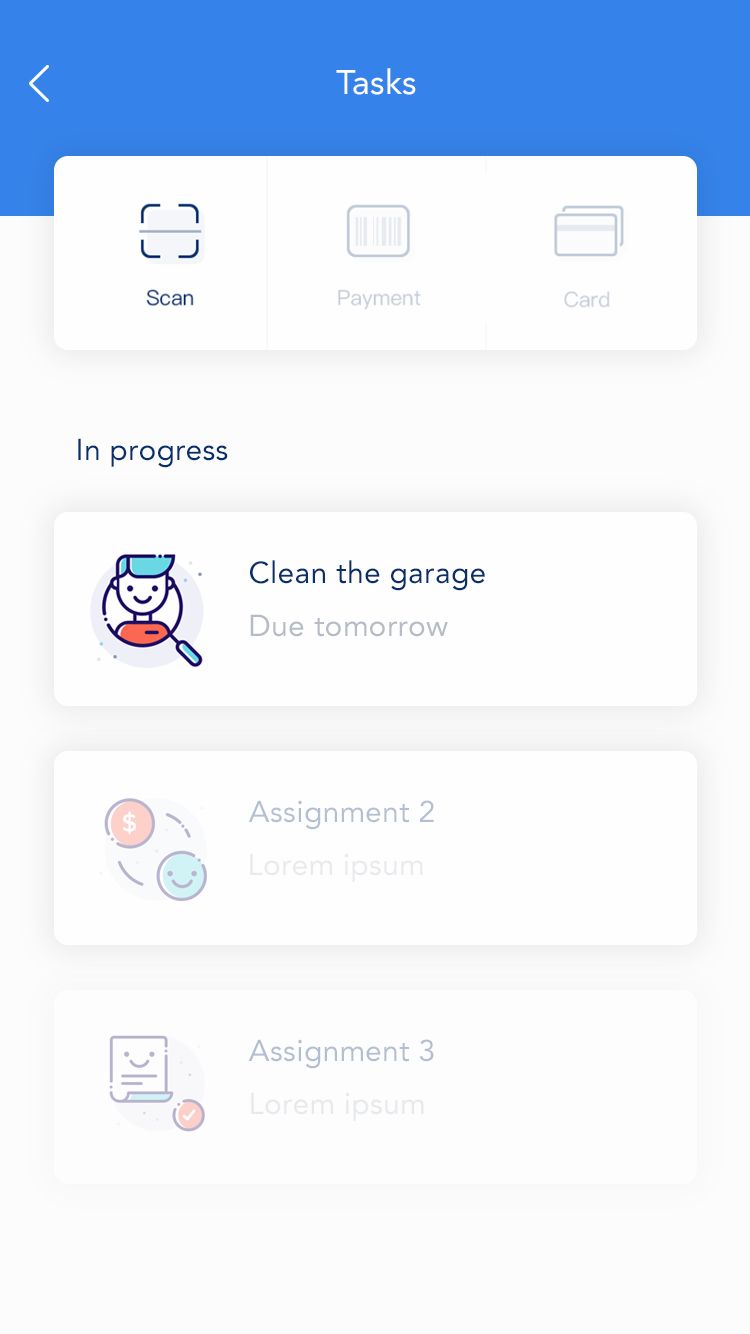 Tasks
Scan
Payment
Card
In progress
Clean the garage
Due tomorrow
$
Assignment 2
Lorem ipsum
Assignment 3
Lorem ipsum